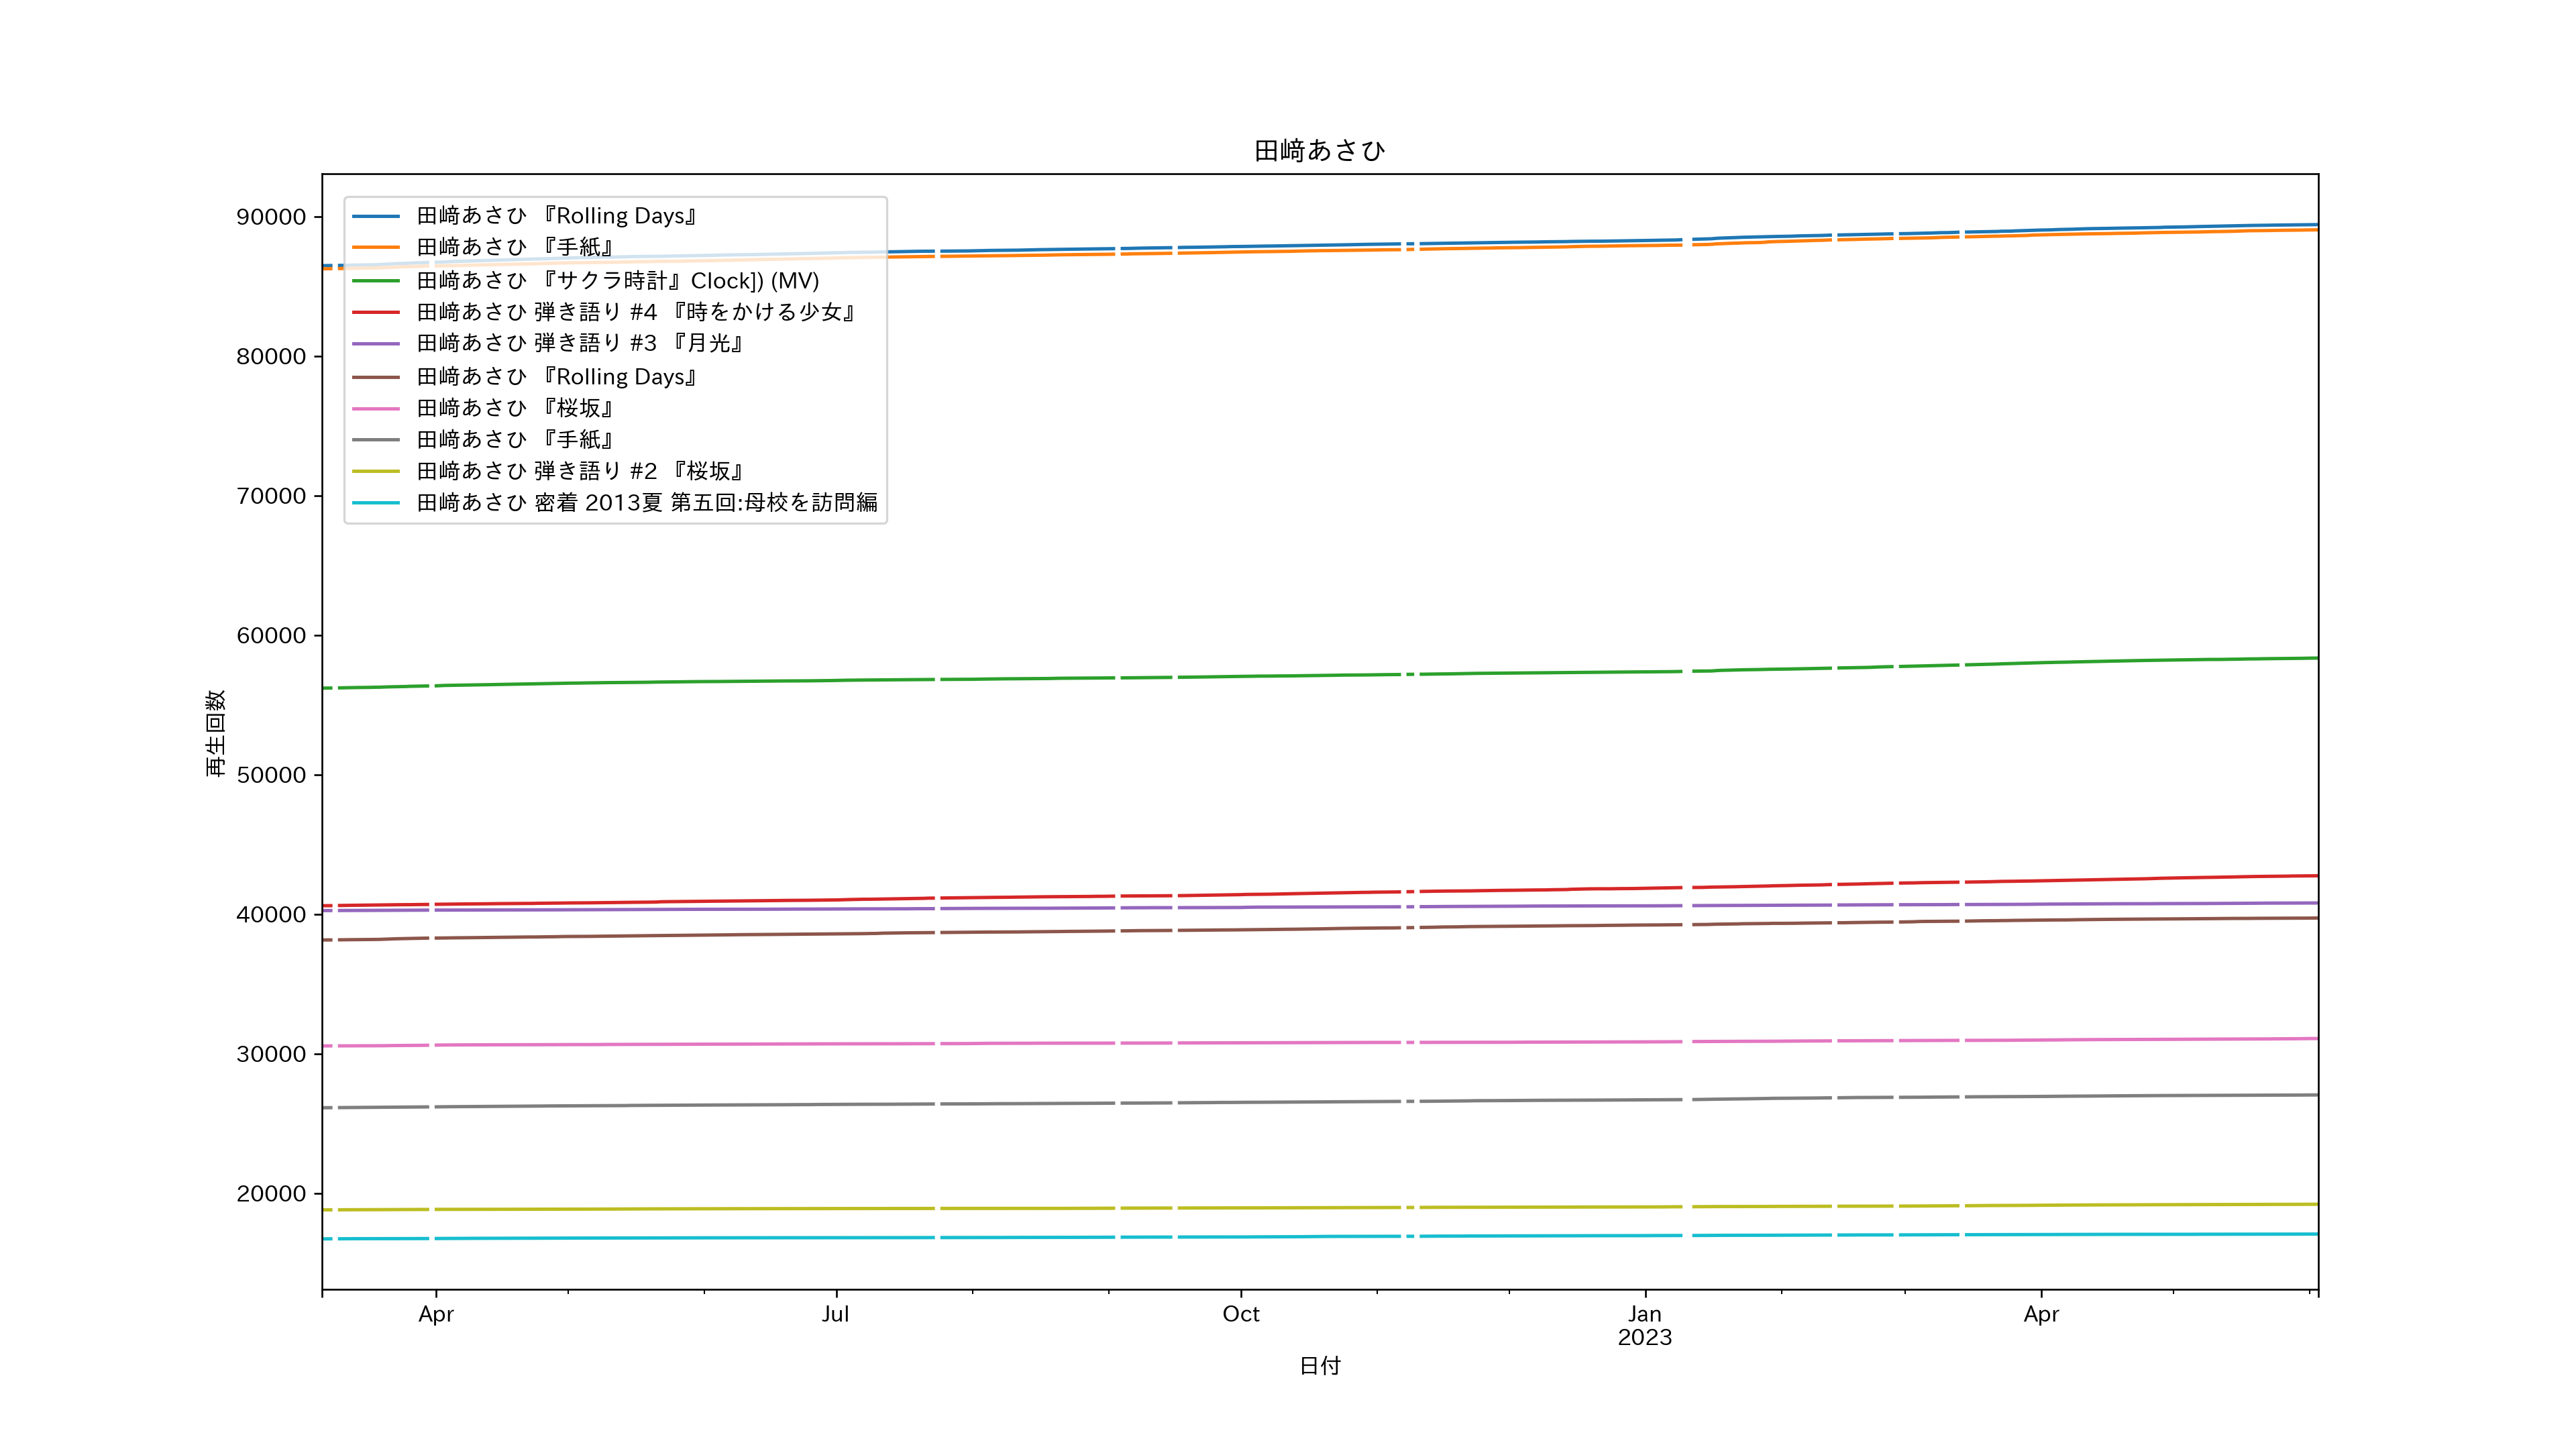 田﨑あさひ
90000
80000
70000
60000
50000
40000
30000
20000
再生回数
田﨑あさひ 『Rolling Days』
田﨑あさひ 『手紙』
田﨑あさひ 『サクラ時計』Clock]) (MV)
田﨑あさひ 弾き語り #4 『時をかける少女』
田﨑あさひ 弾き語り #3 『月光』
田﨑あさひ 『Rolling Days』
田﨑あさひ 『桜坂』
田﨑あさひ 『手紙』
田﨑あさひ 弾き語り #2 『桜坂』
田﨑あさひ 密着 2013夏 第五回:母校を訪問編
Apr
Jul
Oct
Jan
2023
Apr
日付